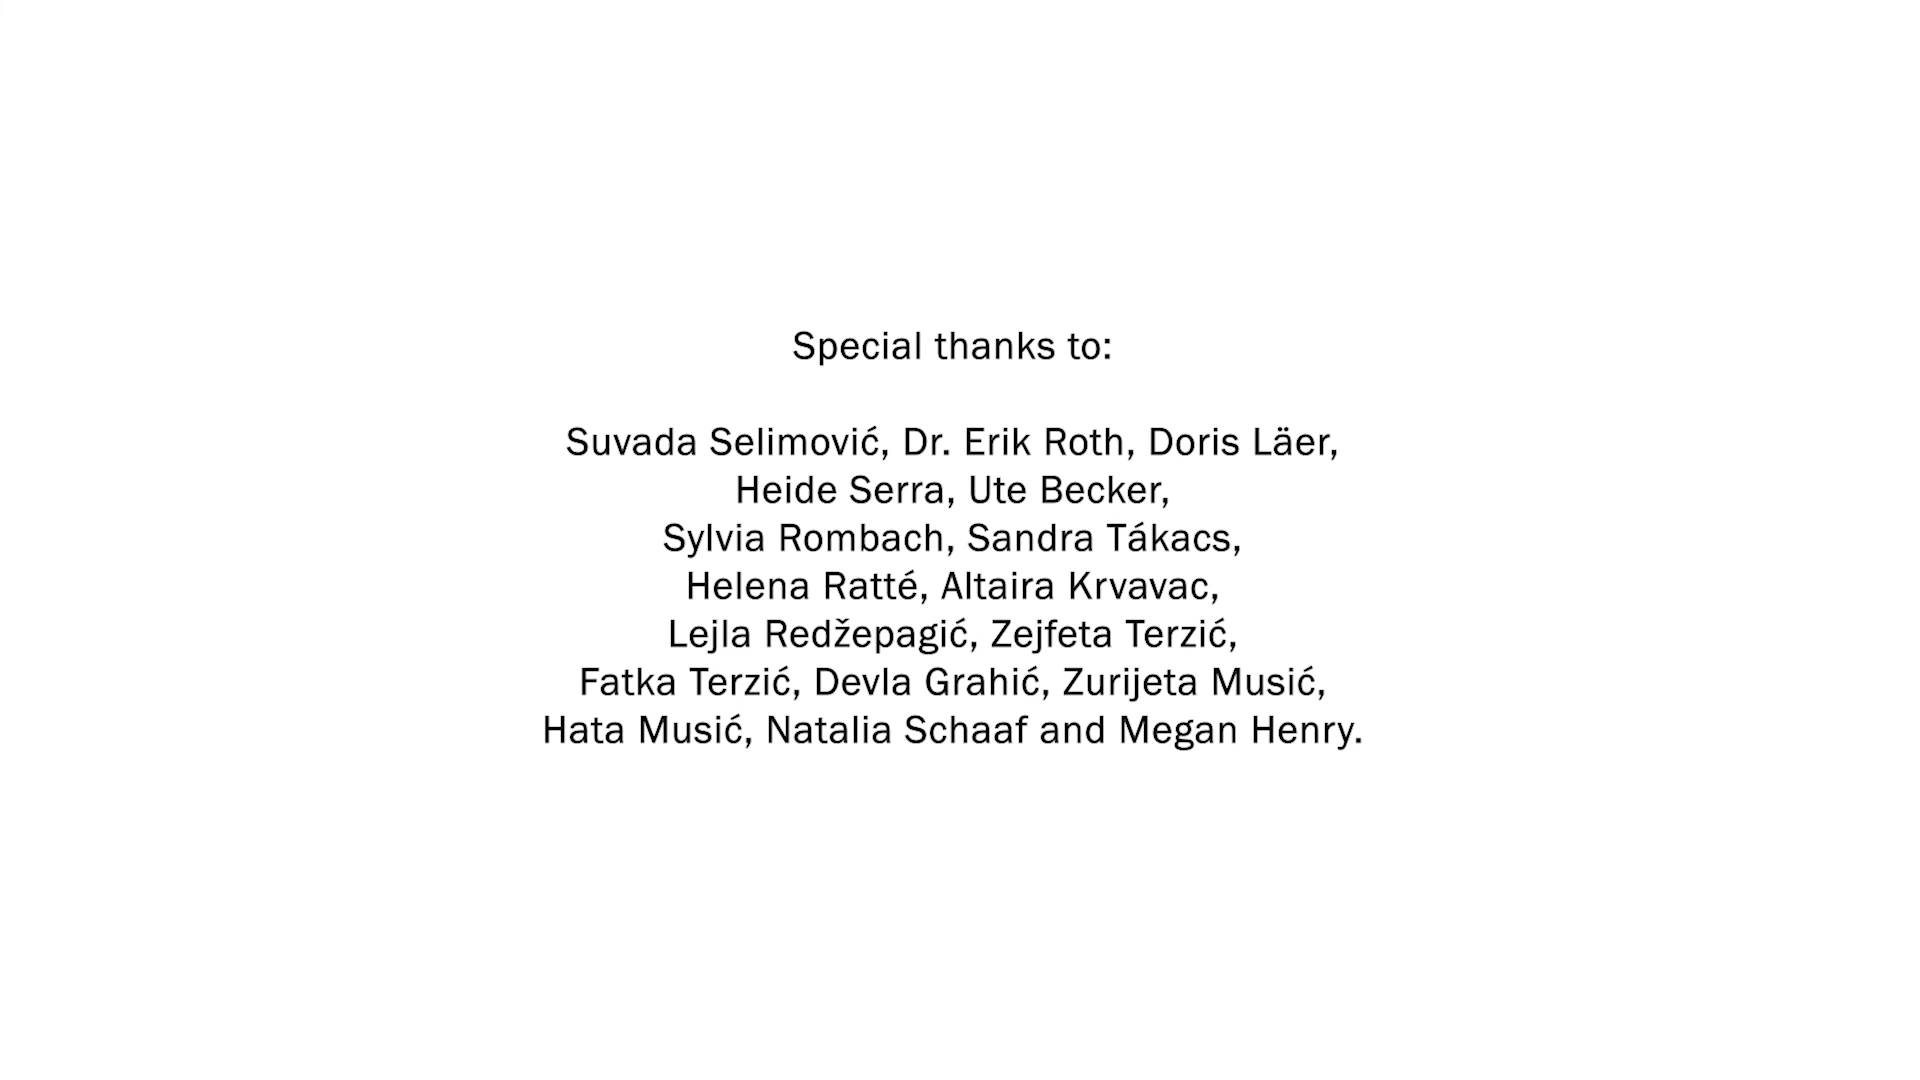 Special thanks to:
Suvada Selimović, Dr. Erik Roth, Doris Läer,
Heide Serra, Ute Becker,
Sylvia Rombach, Sandra Tákacs,
Helena Ratté, Altaira Krvavac,
Lejla Redžepagić, Zejfeta Terzić,
Fatka Terzić, Devla Grahić, Zurijeta Musić,
Hata Musić, Natalia Schaaf and Megan Henry.